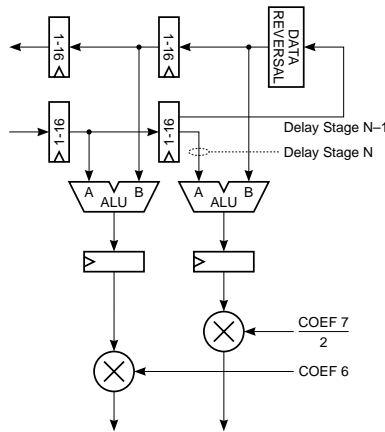 1-16
1-16
DATA
REVERSAL
1-16
1-16
Delay Stage N–1
Delay Stage N
A B
ALU
A B
ALU
COEF 7
2
COEF 6